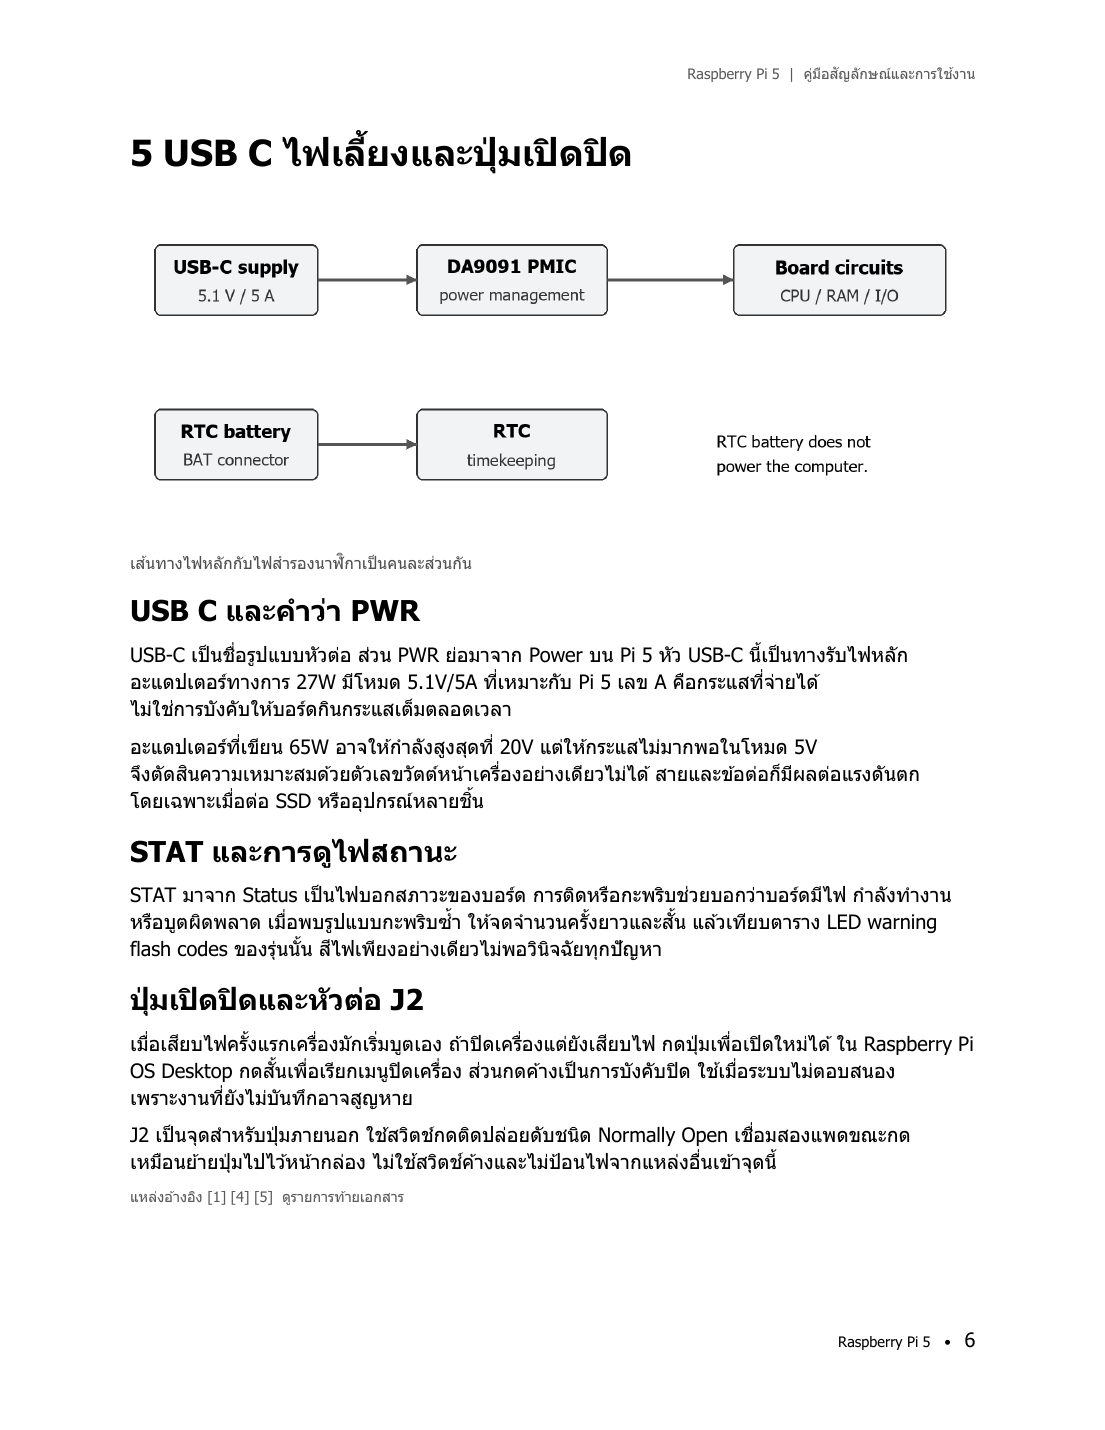 Raspberry Pi 5 | คู่มือสัญลักษณ์และการใช้งาน
5 USB C ไฟเลี้ยงและปุ่มเปิดปิด
USB-C supply
5.1 V / 5 A
DA9091 PMIC
power management
Board circuits
CPU / RAM / I/O
RTC battery
BAT connector
RTC
timekeeping
RTC battery does not
power the computer.
เส้นทางไฟหลักกับไฟสำรองนาฬิกาเป็นคนละส่วนกัน
USB C และคำว่า PWR
USB-C เป็นชื่อรูปแบบหัวต่อ ส่วน PWR ย่อมาจาก Power บน Pi 5 หัว USB-C นี้เป็นทางรับไฟหลัก
อะแดปเตอร์ทางการ 27W มีโหมด 5.1V/5A ที่เหมาะกับ Pi 5 เลข A คือกระแสที่จ่ายได้
ไม่ใช่การบังคับให้บอร์ดกินกระแสเต็มตลอดเวลา
อะแดปเตอร์ที่เขียน 65W อาจให้กำลังสูงสุดที่ 20V แต่ให้กระแสไม่มากพอในโหมด 5V
จึงตัดสินความเหมาะสมด้วยตัวเลขวัตต์หน้าเครื่องอย่างเดียวไม่ได้ สายและข้อต่อก็มีผลต่อแรงดันตก
โดยเฉพาะเมื่อต่อ SSD หรืออุปกรณ์หลายชิ้น
STAT และการดูไฟสถานะ
STAT มาจาก Status เป็นไฟบอกสภาวะของบอร์ด การติดหรือกะพริบช่วยบอกว่าบอร์ดมีไฟ กำลังทำงาน
หรือบูตผิดพลาด เมื่อพบรูปแบบกะพริบซ้ำ ให้จดจำนวนครั้งยาวและสั้น แล้วเทียบตาราง LED warning
flash codes ของรุ่นนั้น สีไฟเพียงอย่างเดียวไม่พอวินิจฉัยทุกปัญหา
ปุ่มเปิดปิดและหัวต่อ J2
เมื่อเสียบไฟครั้งแรกเครื่องมักเริ่มบูตเอง ถ้าปิดเครื่องแต่ยังเสียบไฟ กดปุ่มเพื่อเปิดใหม่ได้ ใน Raspberry Pi
OS Desktop กดสั้นเพื่อเรียกเมนูปิดเครื่อง ส่วนกดค้างเป็นการบังคับปิด ใช้เมื่อระบบไม่ตอบสนอง
เพราะงานที่ยังไม่บันทึกอาจสูญหาย
J2 เป็นจุดสำหรับปุ่มภายนอก ใช้สวิตช์กดติดปล่อยดับชนิด Normally Open เชื่อมสองแพดขณะกด
เหมือนย้ายปุ่มไปไว้หน้ากล่อง ไม่ใช้สวิตช์ค้างและไม่ป้อนไฟจากแหล่งอื่นเข้าจุดนี้
แหล่งอ้างอิง [1] [4] [5] ดูรายการท้ายเอกสาร
Raspberry Pi 5 • 6